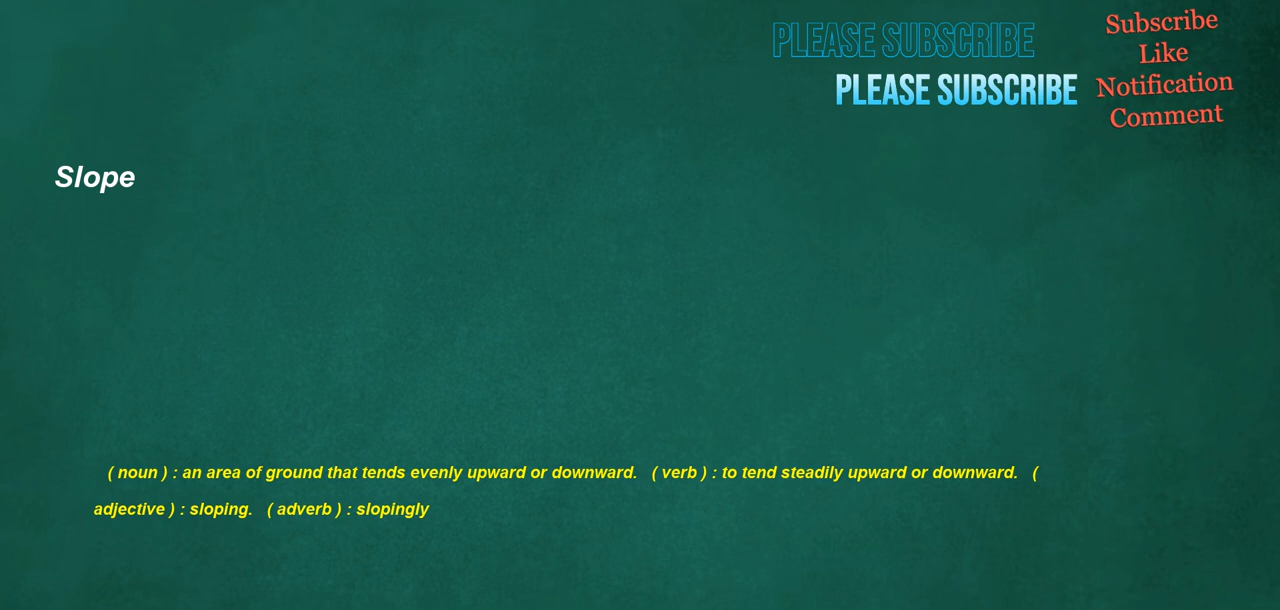 PLEASE SUBSCRIBE
PLEASE SUBSCRIBE
Subscribe
Like
Notification
Comment
Slope
( noun ) : an area of ground that tends evenly upward or downward. ( verb ) : to tend steadily upward or downward. (
adjective ) : sloping. ( adverb ) : slopingly